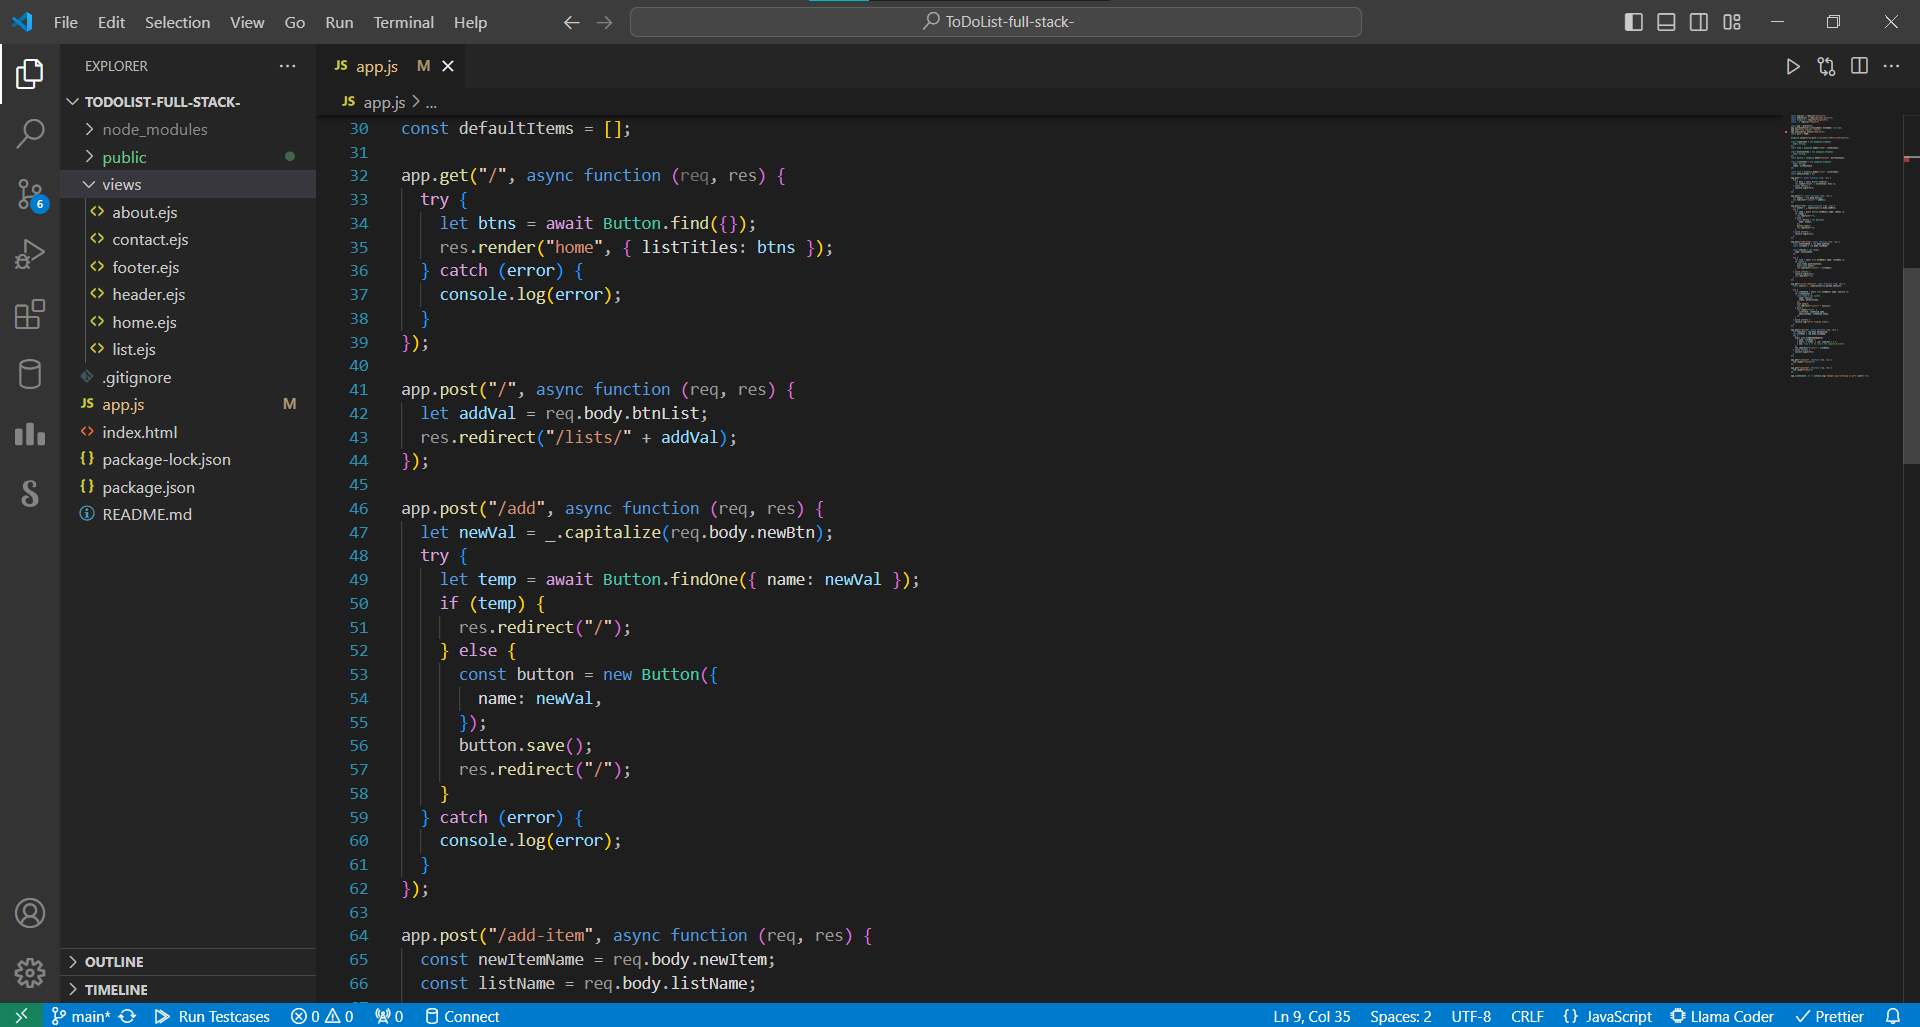 File Edit Selection View Go Run Terminal Help
ToDoList-full-stack-
EXPLORER
TODOLIST-FULL-STACK-
node_modules
public
views
about.ejs
contact.ejs
footer.ejs
header.ejs
home.ejs
list.ejs
.gitignore
JS app.js M
index.html
package-lock.json
package.json
README.md
OUTLINE
TIMELINE
6
JS app.js M
JS app.js > ...
30 const defaultItems = [];
31
32 app.get("/", async function (req, res) {
33 try {
34 let btns = await Button.find({});
35 res.render("home", { listTitles: btns });
36 } catch (error) {
37 console.log(error);
38 }
39 });
40
41 app.post("/", async function (req, res) {
42 let addVal = req.body.btnList;
43 res.redirect("/lists/" + addVal);
44 });
45
46 app.post("/add", async function (req, res) {
47 let newVal = _.capitalize(req.body.newBtn);
48 try {
49 let temp = await Button.findOne({ name: newVal });
50 if (temp) {
51 res.redirect("/");
52 } else {
53 const button = new Button({
54 name: newVal,
55 });
56 button.save();
57 res.redirect("/");
58 }
59 } catch (error) {
60 console.log(error);
61 }
62 });
63
64 app.post("/add-item", async function (req, res) {
65 const newItemName = req.body.newItem;
66 const listName = req.body.listName;
main* Run Testcases 0 0 0 Connect Ln 9, Col 35 Spaces: 2 UTF-8 CRLF {} JavaScript Llama Coder Prettier